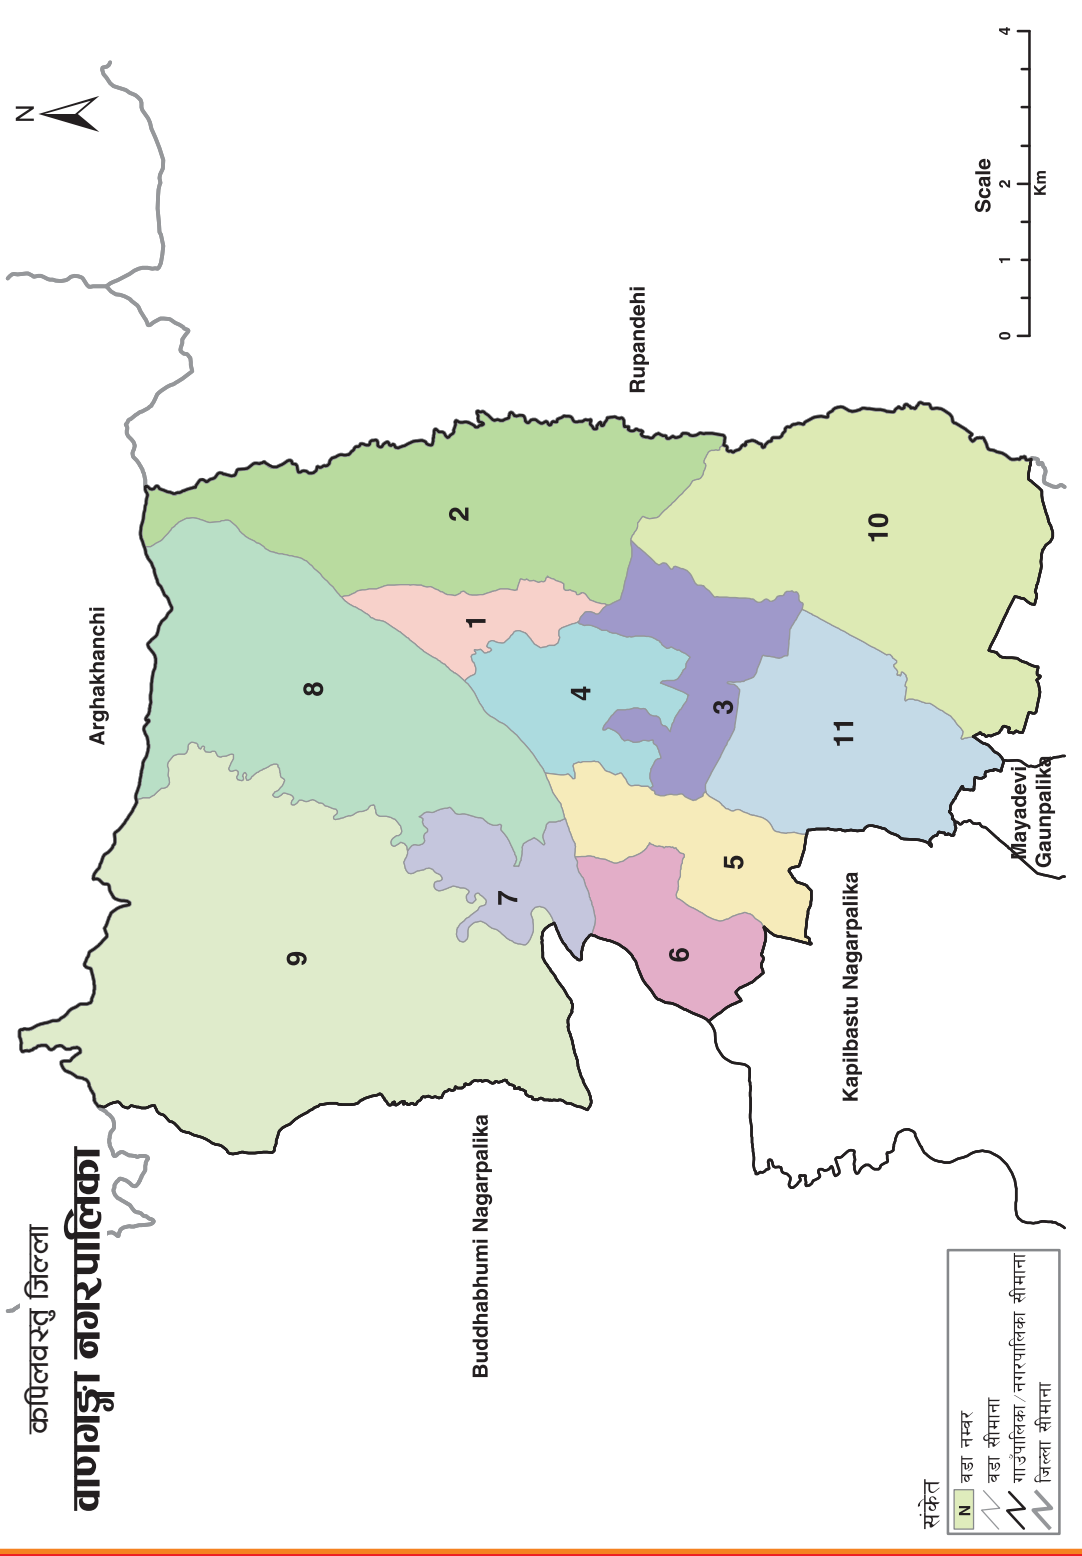 कपिलवस्तु जिल्ला
वाणगङ्गा नगरपालिका
N
Arghakhanchi
Rupandehi
Buddhabhumi Nagarpalika
Kapilbastu Nagarpalika
Mayadevi
Gaunpalika
9
8
2
1
4
7
3
6
5
10
11
Scale
0 1 2 4
Km
संकेत
N वडा नम्बर
वडा सीमाना
गाउँपालिका/नगरपालिका सीमाना
जिल्ला सीमाना